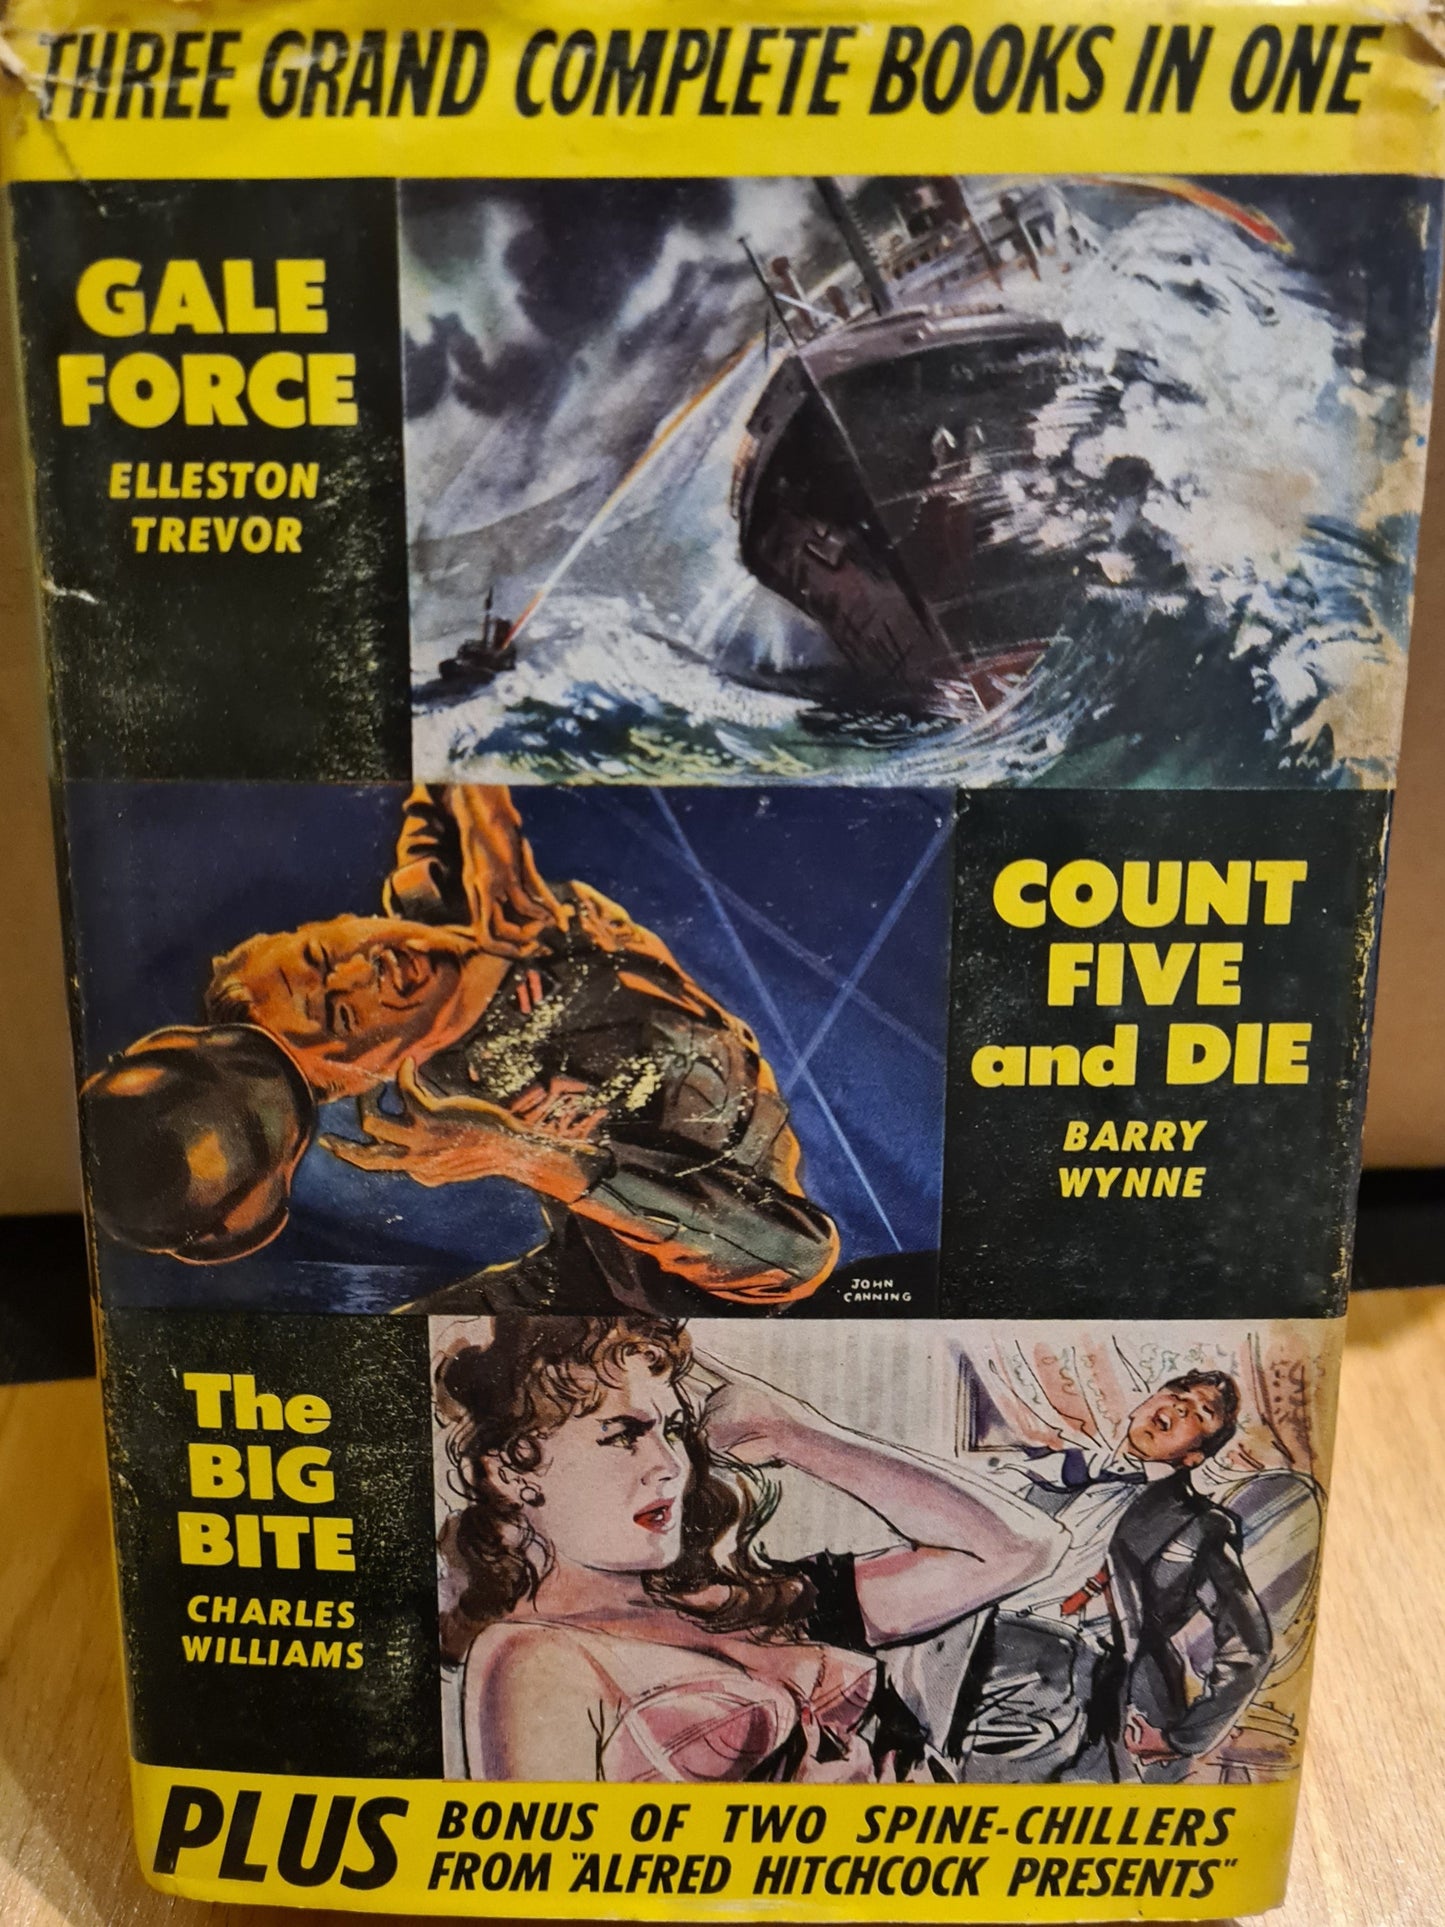 THREE GRAND COMPLETE BOOKS IN ONE
GALE
FORCE
ELLESTON
TREVOR
COUNT
FIVE
and DIE
BARRY
WYNNE
JOHN
CANNING
The
BIG
BITE
CHARLES
WILLIAMS
PLUS
BONUS OF TWO SPINE-CHILLERS
FROM "ALFRED HITCHCOCK PRESENTS"